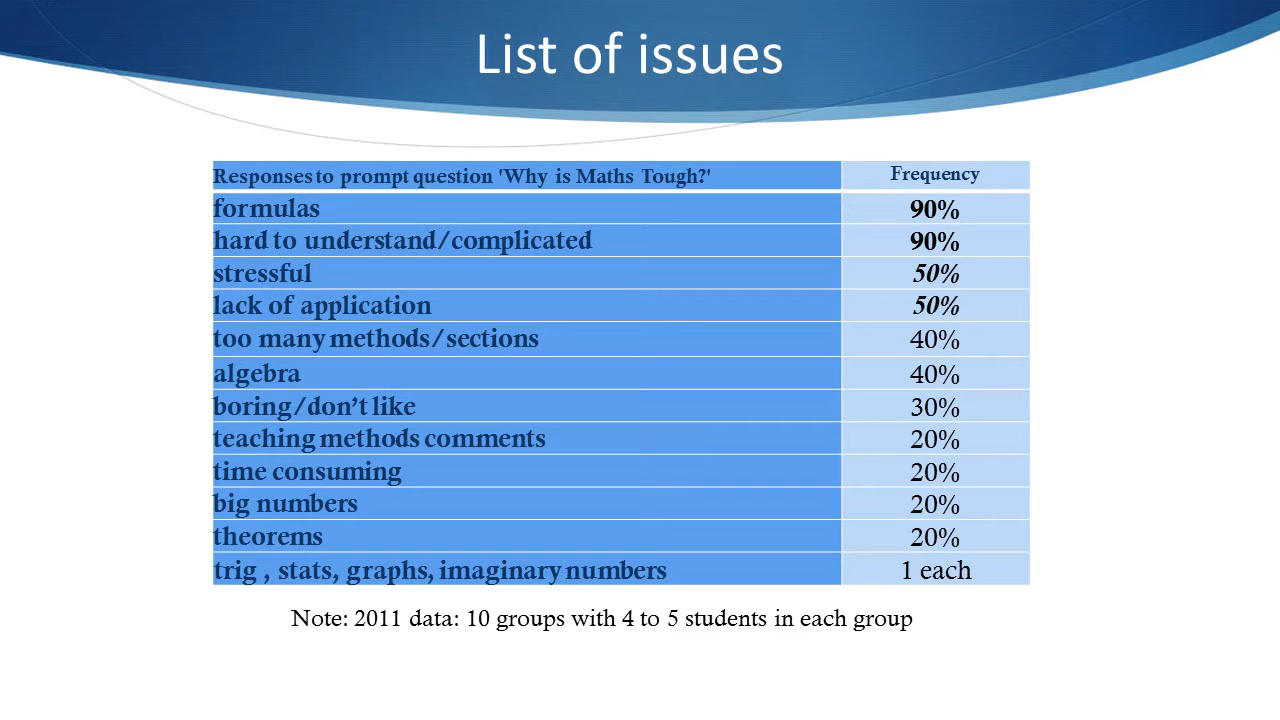 List of issues
Responses to prompt question 'Why is Maths Tough?' Frequency
formulas 90%
hard to understand/complicated 90%
stressful 50%
lack of application 50%
too many methods/sections 40%
algebra 40%
boring/don’t like 30%
teaching methods comments 20%
time consuming 20%
big numbers 20%
theorems 20%
trig , stats, graphs, imaginary numbers 1 each
Note: 2011 data: 10 groups with 4 to 5 students in each group